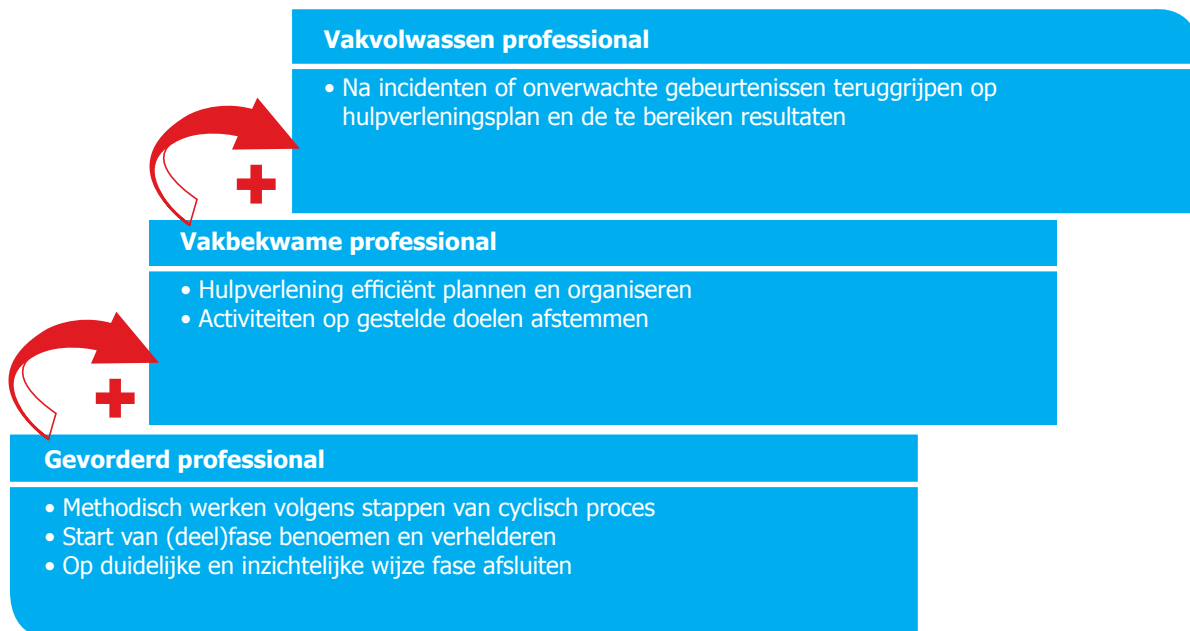 Vakvolwassen professional
• Na incidenten of onverwachte gebeurtenissen teruggrijpen op
hulpverleningsplan en de te bereiken resultaten
Vakbekwame professional
• Hulpverlening efficiënt plannen en organiseren
• Activiteiten op gestelde doelen afstemmen
Gevorderd professional
• Methodisch werken volgens stappen van cyclisch proces
• Start van (deel)fase benoemen en verhelderen
• Op duidelijke en inzichtelijke wijze fase afsluiten